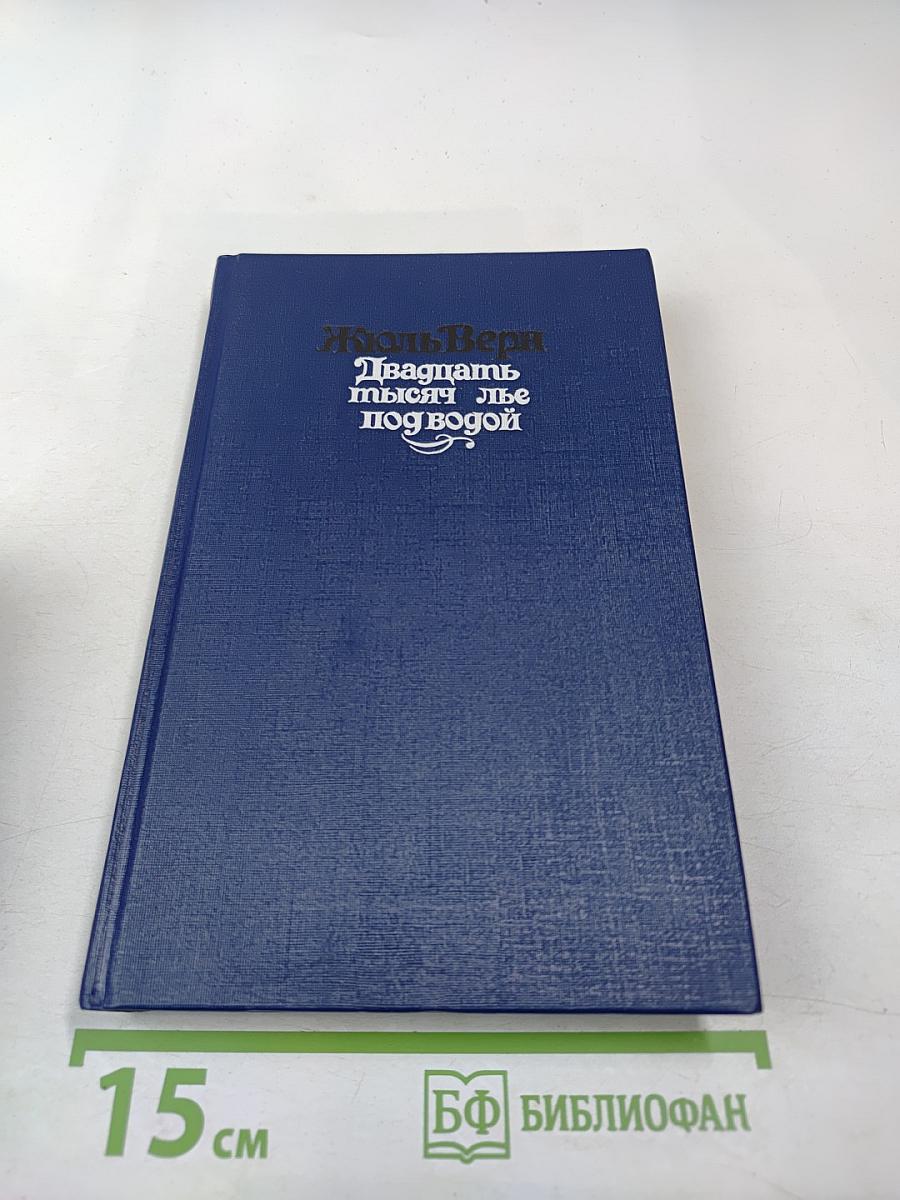 Жюль Верн
Двадцать
тысяч лье
под водой
15 см
БФ БИБЛИОФАН